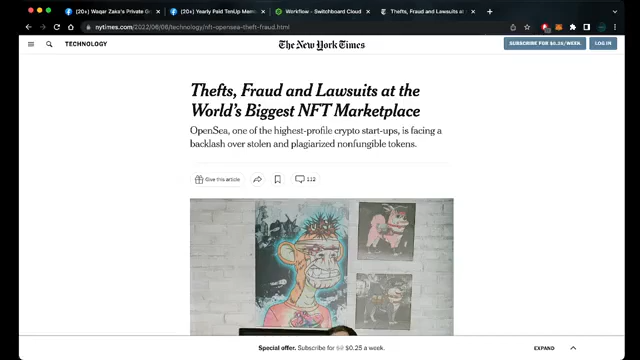 (20+) Waqar Zaka's Private G
(20+) Yearly Paid TenUp Mem
Workflow - Switchboard Cloud
Thefts, Fraud and Lawsuits at
nytimes.com/2022/06/06/technology/nft-opensea-theft-fraud.html
TECHNOLOGY
The New York Times
SUBSCRIBE FOR $0.25/WEEK.
LOG IN
Thefts, Fraud and Lawsuits at the
World's Biggest NFT Marketplace
OpenSea, one of the highest-profile crypto start-ups, is facing a
backlash over stolen and plagiarized nonfungible tokens.
Give this article
112
Special offer. Subscribe for $2 $0.25 a week.
EXPAND